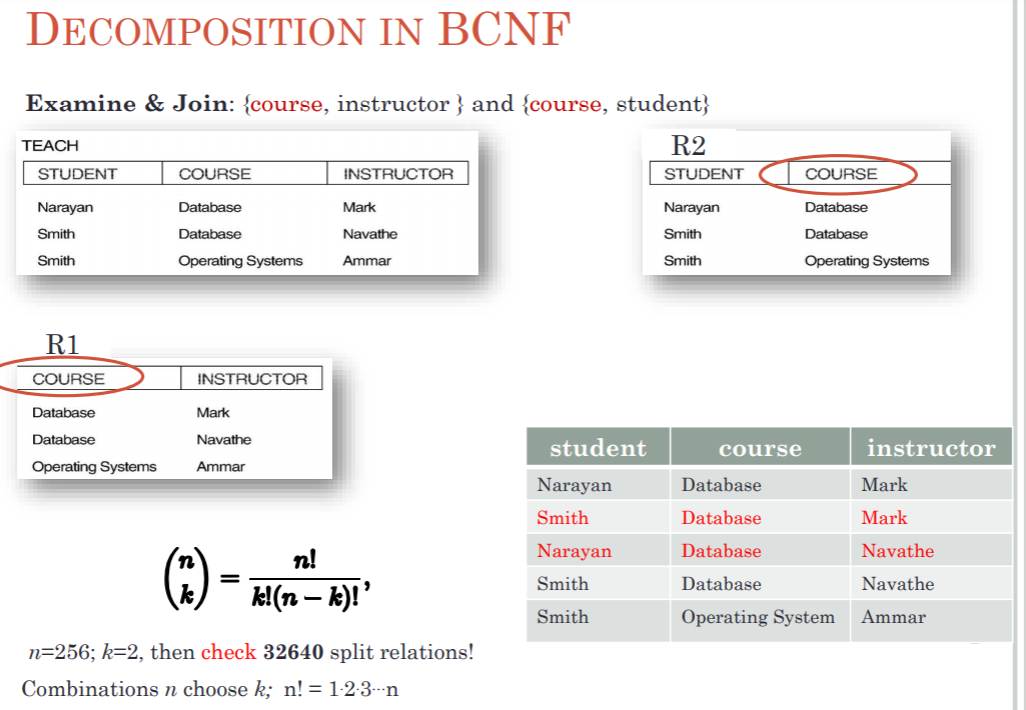 DECOMPOSITION IN BCNF
Examine & Join: {course, instructor } and {course, student}
TEACH
STUDENT COURSE INSTRUCTOR
Narayan Database Mark
Smith Database Navathe
Smith Operating Systems Ammar
R2
STUDENT COURSE
Narayan Database
Smith Database
Smith Operating Systems
R1
COURSE INSTRUCTOR
Database Mark
Database Navathe
Operating Systems Ammar
student course instructor
Narayan Database Mark
Smith Database Mark
Narayan Database Navathe
Smith Database Navathe
Smith Operating System Ammar
(n k) = n! / k!(n – k)! ,
n=256; k=2, then check 32640 split relations!
Combinations n choose k; n! = 1·2·3···n